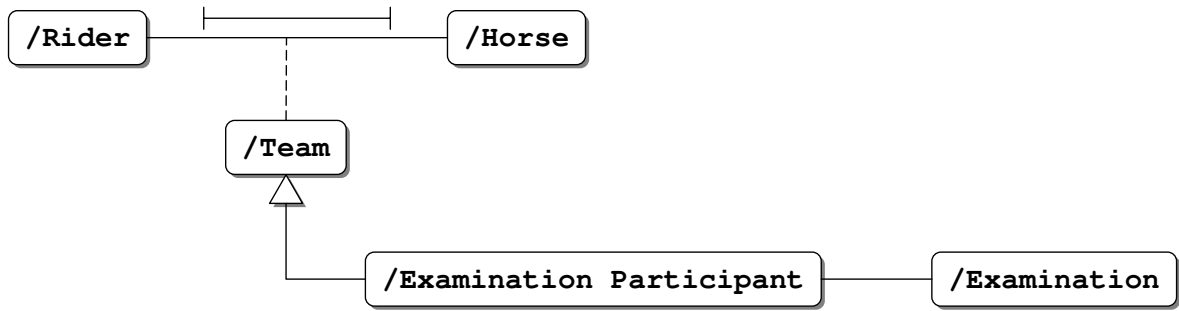 /Rider
/Horse
/Team
/Examination Participant
/Examination